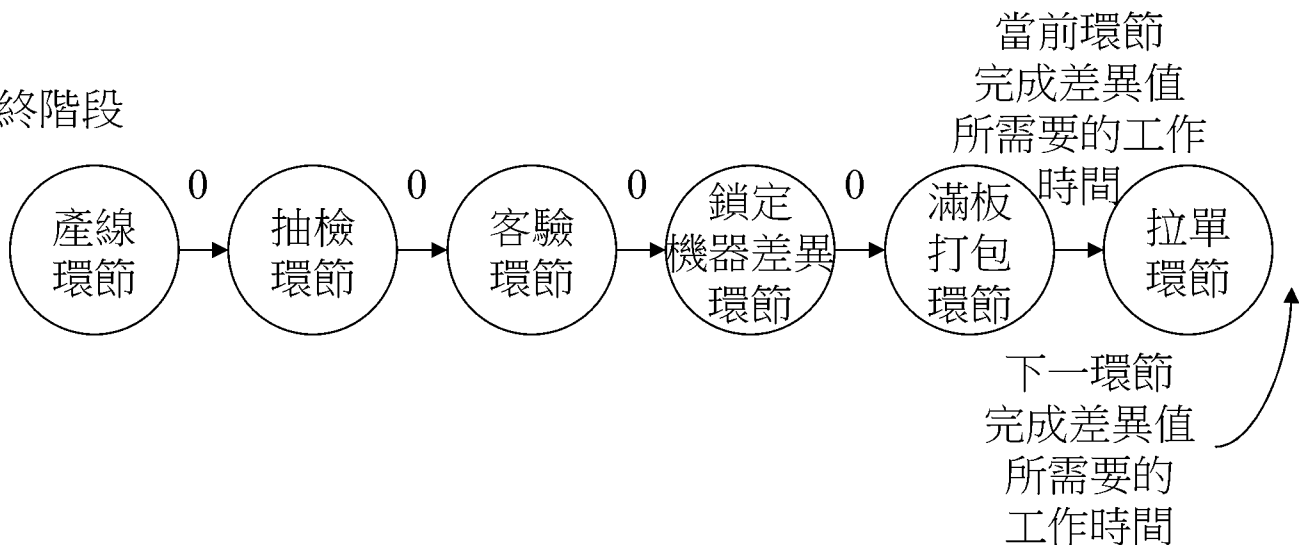 當前環節
完成差異值
所需要的工作
時間
終階段
0
0
0
0
產線
環節
抽檢
環節
客驗
環節
鎖定
機器差異
環節
滿板
打包
環節
拉單
環節
下一環節
完成差異值
所需要的
工作時間